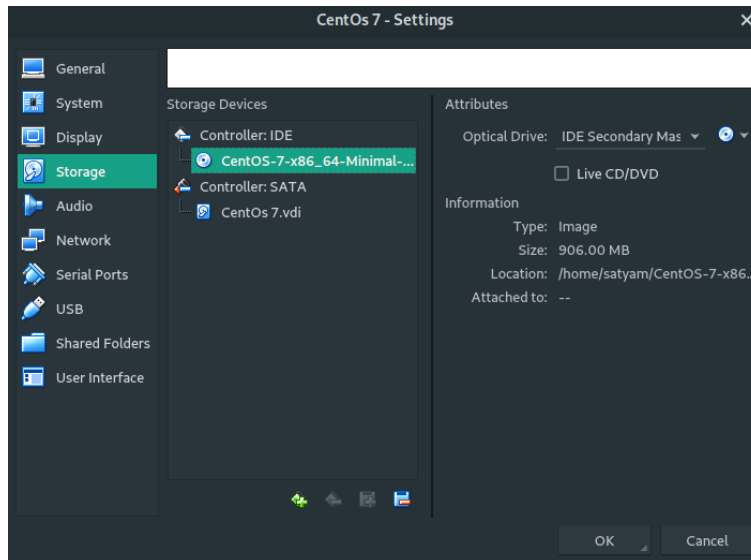 CentOS 7 - Settings
General
System
Display
Storage
Audio
Network
Serial Ports
USB
Shared Folders
User Interface
Storage Devices
Controller: IDE
CentOS-7-x86_64-Minimal-...
Controller: SATA
CentOs 7.vdi
Attributes
Optical Drive: IDE Secondary Mas
Live CD/DVD
Information
Type: Image
Size: 906.00 MB
Location: /home/satyam/CentOS-7-x86...
Attached to: --
OK
Cancel